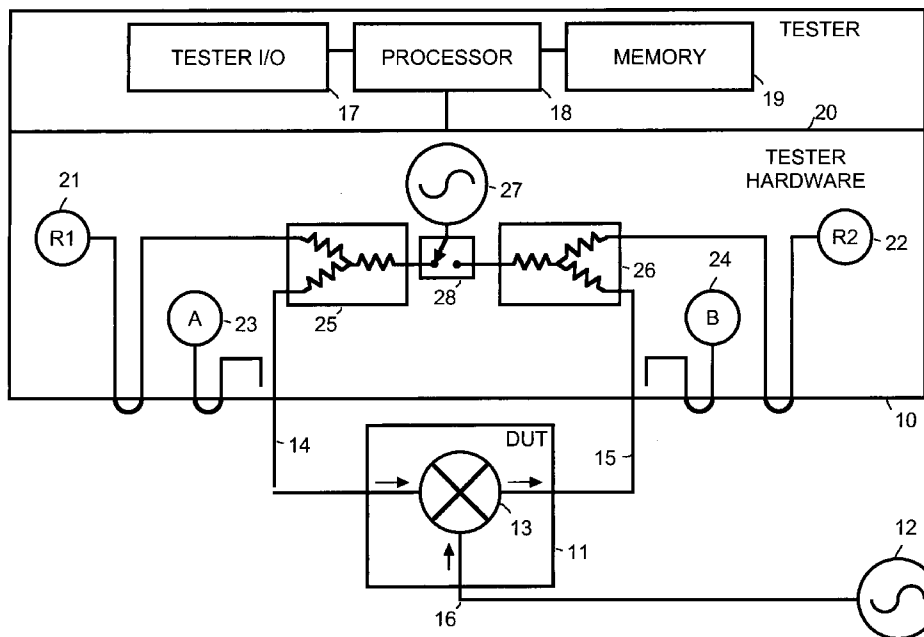 TESTER
TESTER I/O
PROCESSOR
MEMORY
17
18
19
20
21
27
TESTER
HARDWARE
R1
R2
22
24
26
28
A
23
25
B
10
14
DUT
15
13
11
12
16